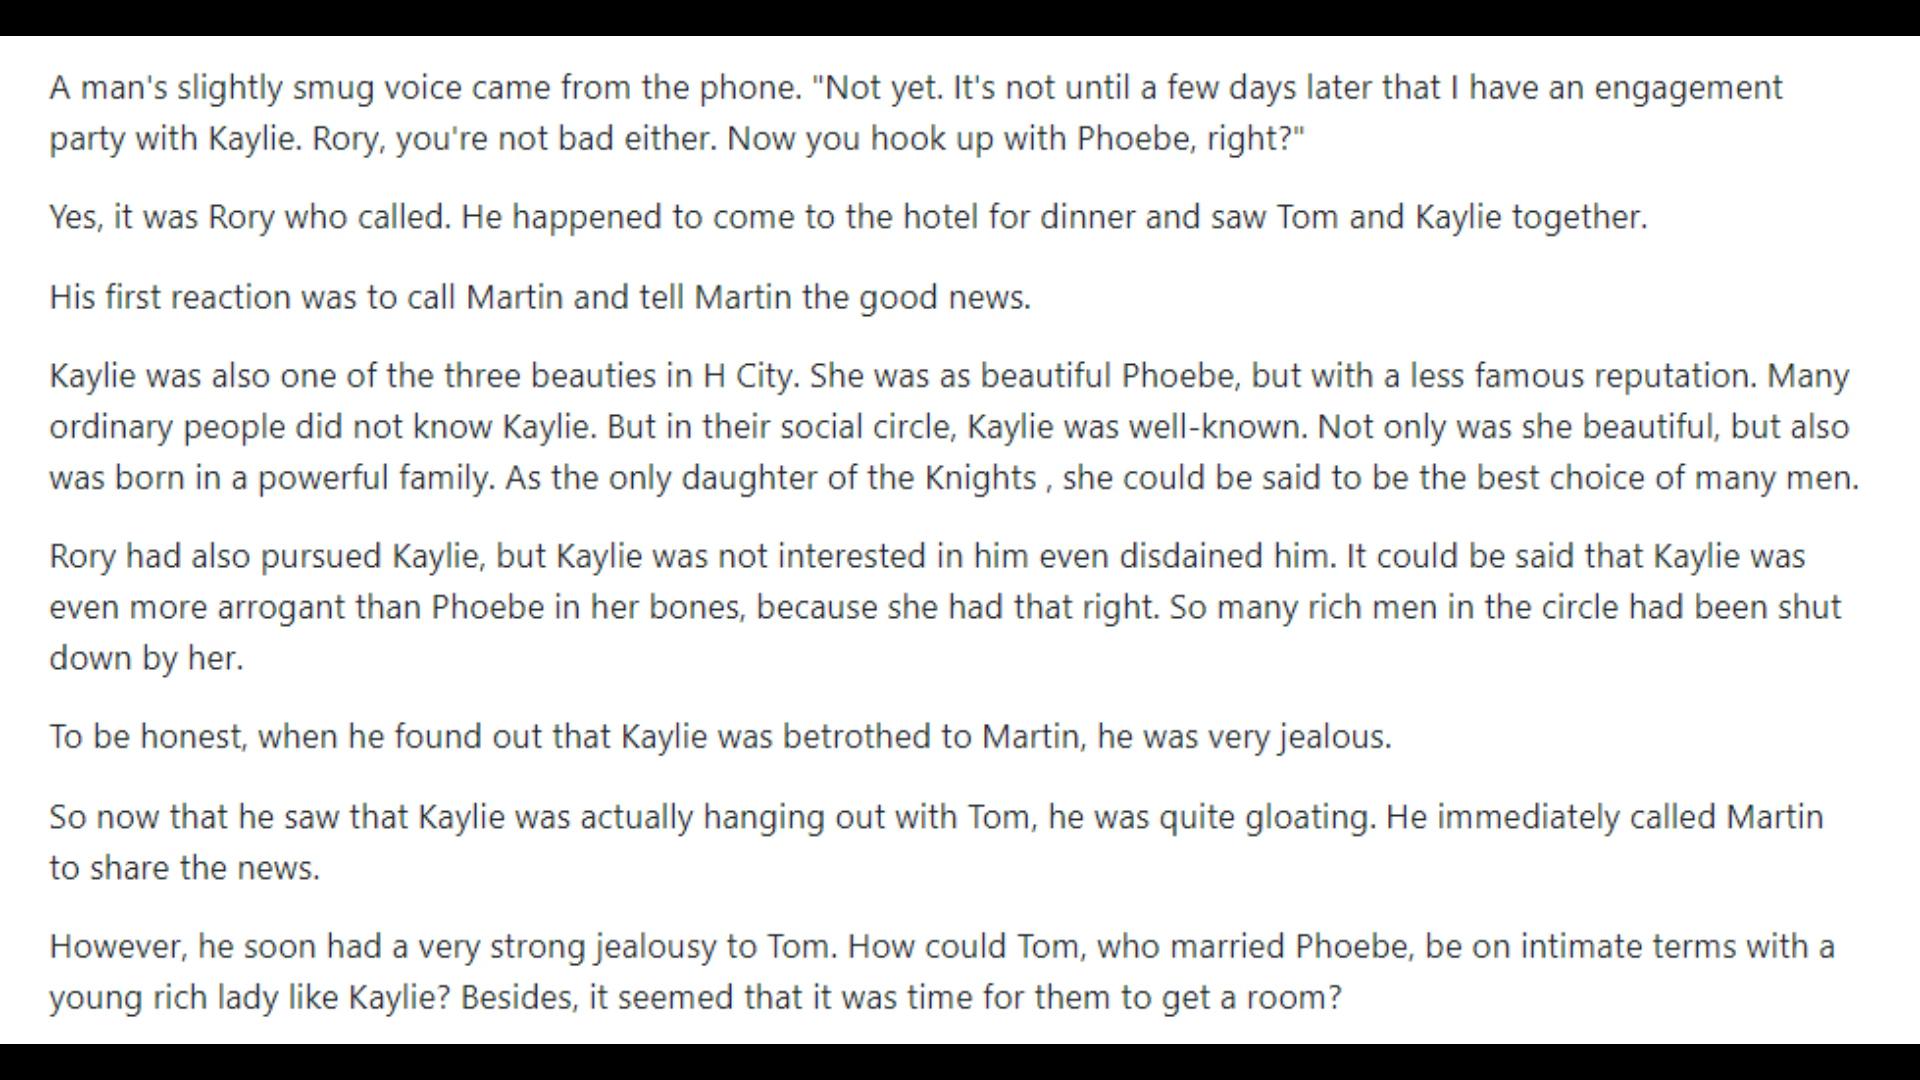 A man's slightly smug voice came from the phone. "Not yet. It's not until a few days later that I have an engagement
party with Kaylie. Rory, you're not bad either. Now you hook up with Phoebe, right?"
Yes, it was Rory who called. He happened to come to the hotel for dinner and saw Tom and Kaylie together.
His first reaction was to call Martin and tell Martin the good news.
Kaylie was also one of the three beauties in H City. She was as beautiful Phoebe, but with a less famous reputation. Many
ordinary people did not know Kaylie. But in their social circle, Kaylie was well-known. Not only was she beautiful, but also
was born in a powerful family. As the only daughter of the Knights , she could be said to be the best choice of many men.
Rory had also pursued Kaylie, but Kaylie was not interested in him even disdained him. It could be said that Kaylie was
even more arrogant than Phoebe in her bones, because she had that right. So many rich men in the circle had been shut
down by her.
To be honest, when he found out that Kaylie was betrothed to Martin, he was very jealous.
So now that he saw that Kaylie was actually hanging out with Tom, he was quite gloating. He immediately called Martin
to share the news.
However, he soon had a very strong jealousy to Tom. How could Tom, who married Phoebe, be on intimate terms with a
young rich lady like Kaylie? Besides, it seemed that it was time for them to get a room?